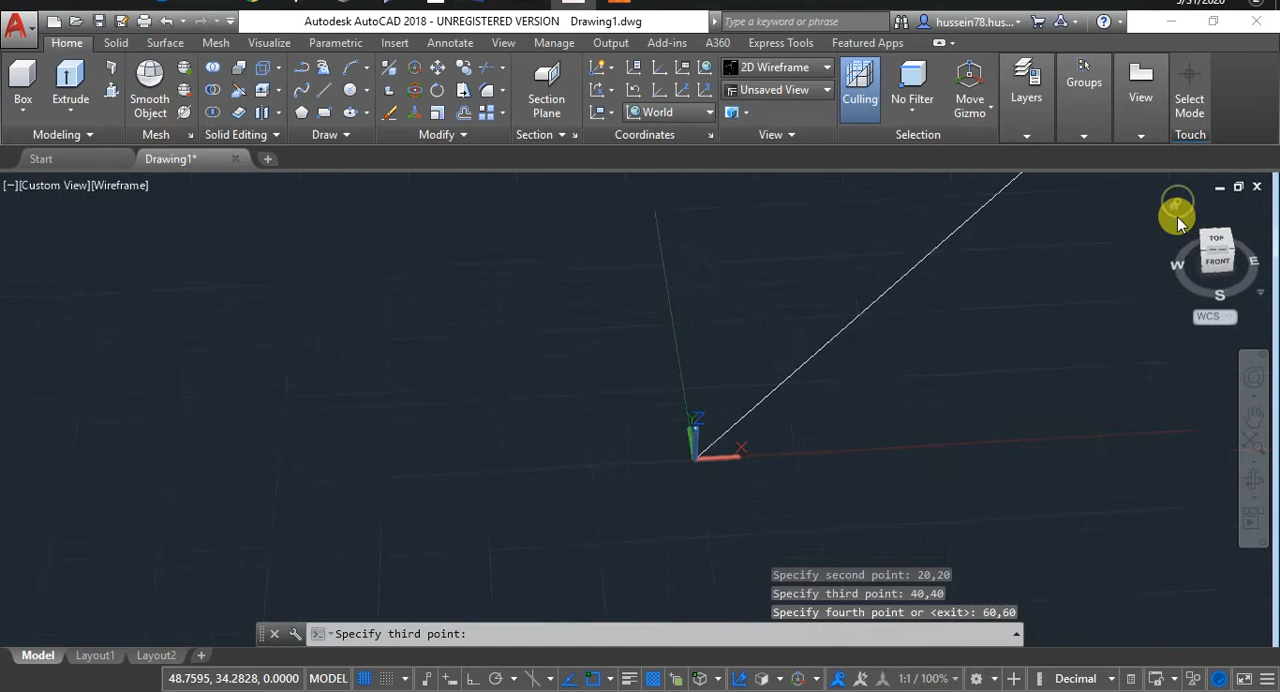 5/31/2020
Autodesk AutoCAD 2018 - UNREGISTERED VERSION Drawing1.dwg
Type a keyword or phrase
hussein78.hus...
Home Solid Surface Mesh Visualize Parametric Insert Annotate View Manage Output Add-ins A360 Express Tools Featured Apps
2D Wireframe
Unsaved View
World
Box Extrude Smooth Object Section Plane Culling No Filter Move Gizmo Layers Groups View Select Mode
Modeling Mesh Solid Editing Draw Modify Section Coordinates View Selection Touch
Start Drawing1*
[−][Custom View][Wireframe]
TOP
FRONT
W E
S
WCS
Y Z
X
Specify second point: 20,20
Specify third point: 40,40
Specify fourth point or <exit>: 60,60
Specify third point:
Model Layout1 Layout2
48.7595, 34.2828, 0.0000 MODEL 1:1 / 100% Decimal